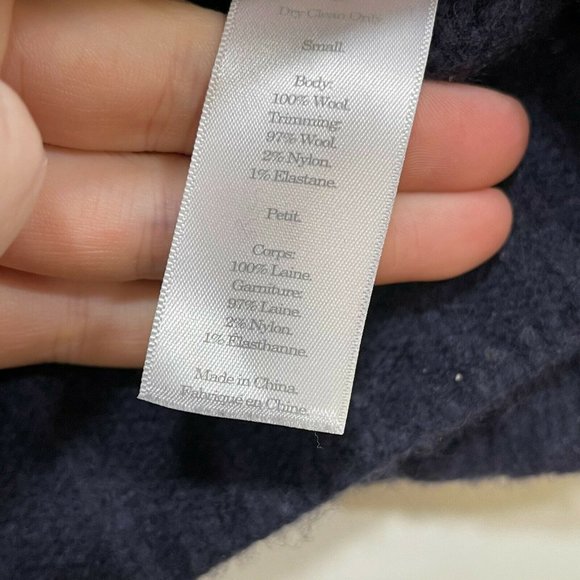 Dry Clean Only
Small.
Body:
100% Wool.
Trimming:
97% Wool.
2% Nylon.
1% Elastane.
Petit.
Corps:
100% Laine.
Garniture:
97% Laine.
2% Nylon.
1% Elasthanne.
Made in China.
Fabriqué en Chine.